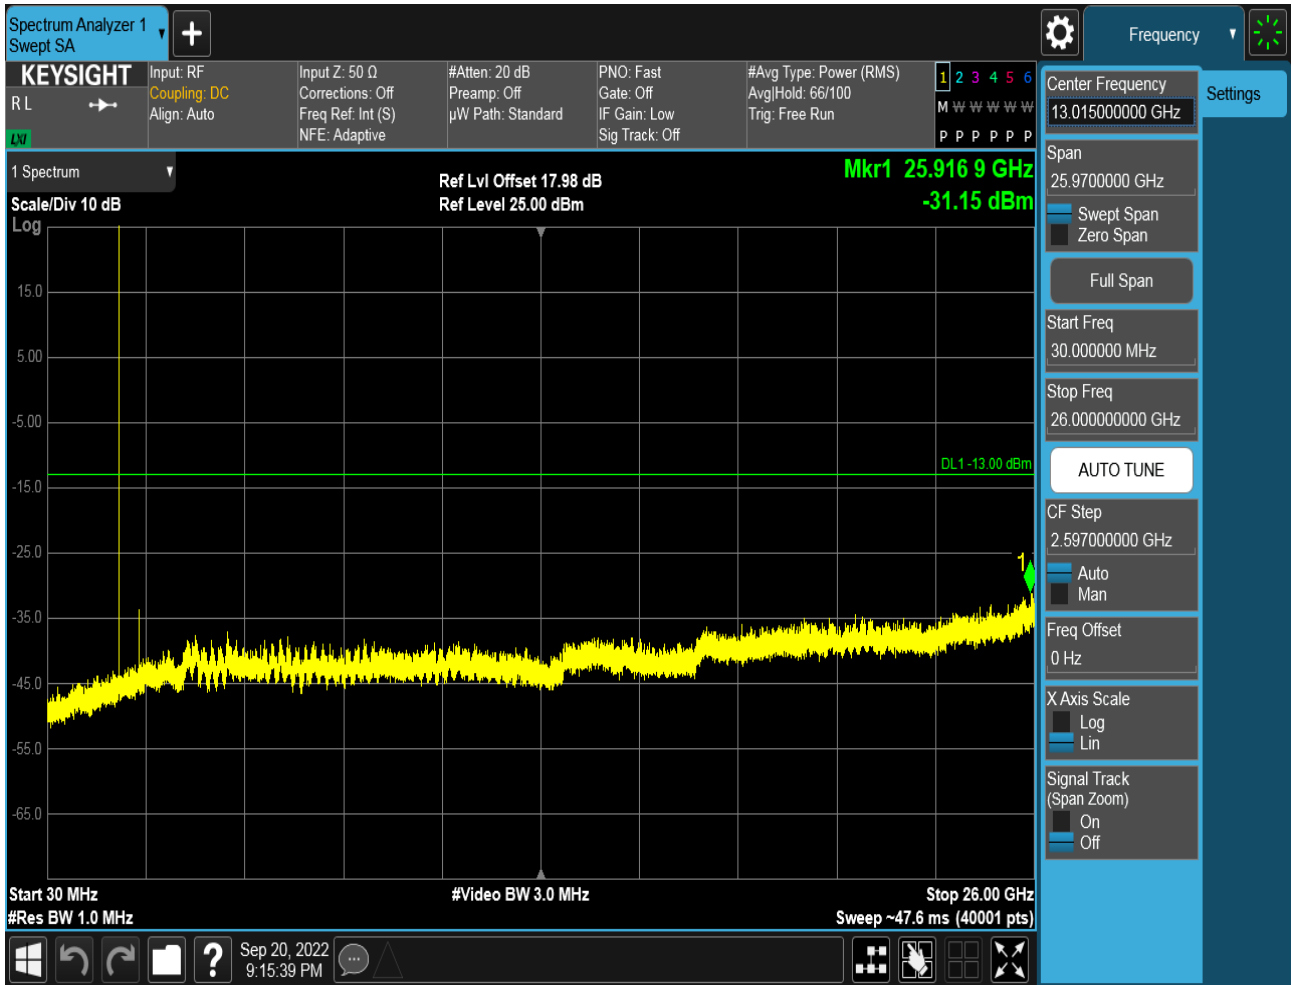 Spectrum Analyzer 1
Swept SA
Frequency
KEYSIGHT
R L
LXI
Input: RF
Coupling: DC
Align: Auto
Input Z: 50 Ω
Corrections: Off
Freq Ref: Int (S)
NFE: Adaptive
#Atten: 20 dB
Preamp: Off
µW Path: Standard
PNO: Fast
Gate: Off
IF Gain: Low
Sig Track: Off
#Avg Type: Power (RMS)
Avg|Hold: 66/100
Trig: Free Run
1 2 3 4 5 6
M W W W W W
P P P P P P
1 Spectrum
Scale/Div 10 dB
Log
Ref Lvl Offset 17.98 dB
Ref Level 25.00 dBm
Mkr1 25.916 9 GHz
-31.15 dBm
15.0
5.00
-5.00
-15.0
-25.0
-35.0
-45.0
-55.0
-65.0
DL1 -13.00 dBm
1
Start 30 MHz
#Res BW 1.0 MHz
#Video BW 3.0 MHz
Stop 26.00 GHz
Sweep ~47.6 ms (40001 pts)
Sep 20, 2022
9:15:39 PM
Center Frequency
13.015000000 GHz
Settings
Span
25.9700000 GHz
Swept Span
Zero Span
Full Span
Start Freq
30.000000 MHz
Stop Freq
26.000000000 GHz
AUTO TUNE
CF Step
2.597000000 GHz
Auto
Man
Freq Offset
0 Hz
X Axis Scale
Log
Lin
Signal Track
(Span Zoom)
On
Off